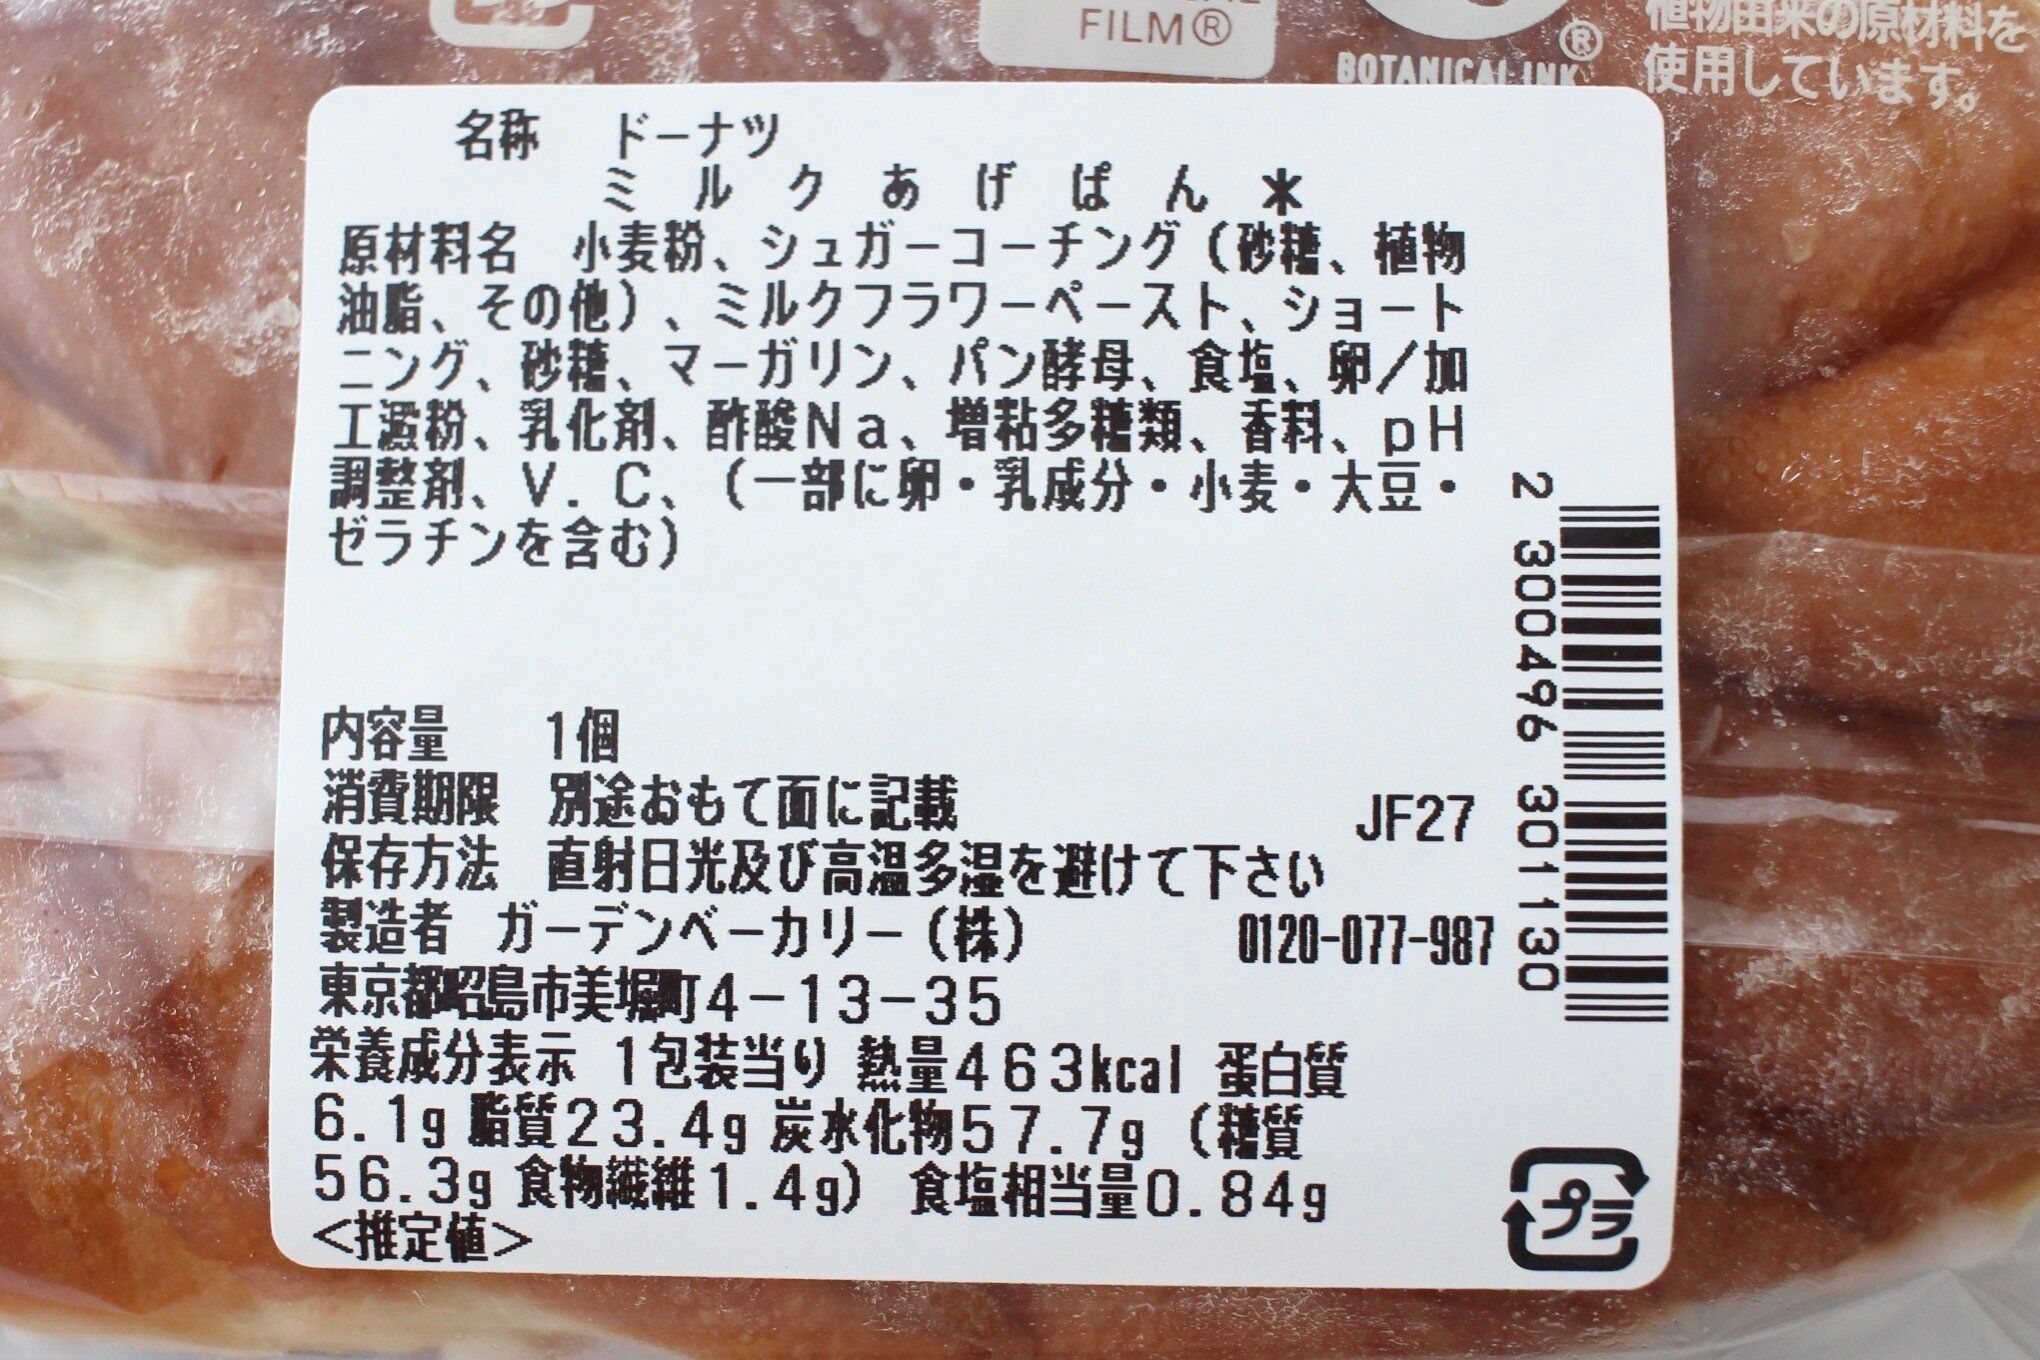 FILM®
BOTANICAL INK®
植物由来の原材料を
使用しています。
名称 ドーナツ
ミルクあげぱん＊
原材料名 小麦粉、シュガーコーチング（砂糖、植物
油脂、その他）、ミルクフラワーペースト、ショート
ニング、砂糖、マーガリン、パン酵母、食塩、卵／加
工澱粉、乳化剤、酢酸Ｎａ、増粘多糖類、香料、ｐＨ
調整剤、Ｖ．Ｃ、（一部に卵・乳成分・小麦・大豆・
ゼラチンを含む）
内容量 1個
消費期限 別途おもて面に記載
JF27
保存方法 直射日光及び高温多湿を避けて下さい
製造者 ガーデンベーカリー（株） 0120-077-987
東京都昭島市美堀町4-13-35
栄養成分表示 1包装当り 熱量463kcal 蛋白質
6.1g 脂質23.4g 炭水化物57.7g （糖質
56.3g 食物繊維1.4g） 食塩相当量0.84g
＜推定値＞
2 300496 301130
プラ